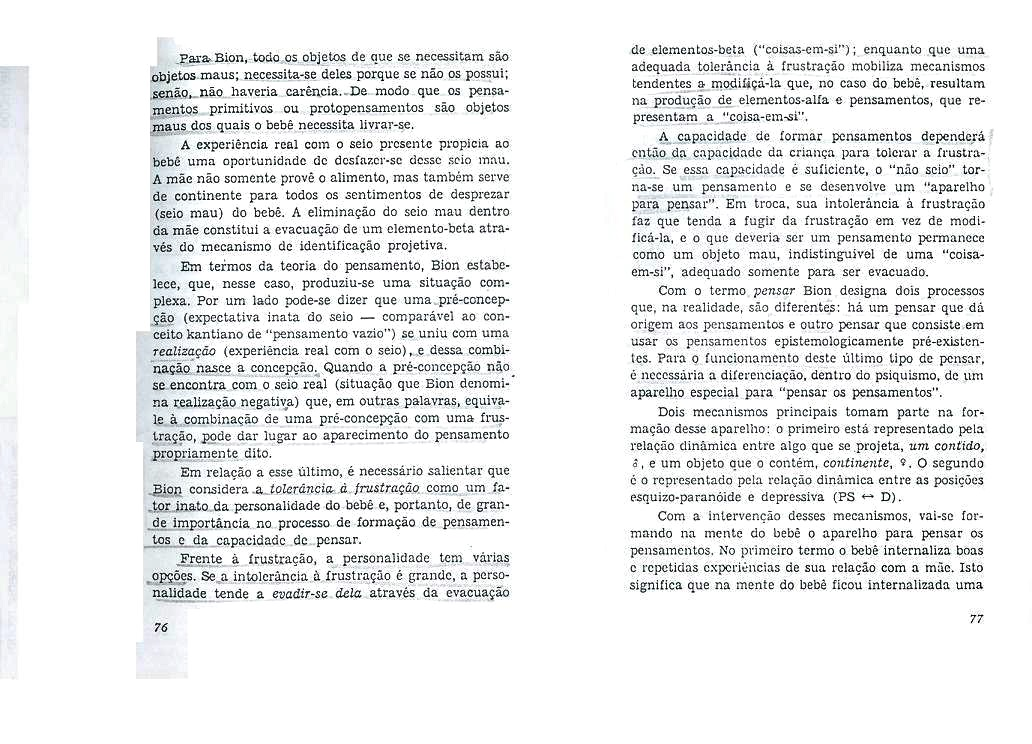 Para Bion, todo os objetos de que se necessitam são
objetos maus; necessita-se deles porque se não os possui;
senão, não haveria carência. De modo que os pensa-
mentos primitivos ou protopensamentos são objetos
maus dos quais o bebê necessita livrar-se.
A experiência real com o seio presente propicia ao
bebê uma oportunidade de desfazer-se desse seio mau.
A mãe não somente provê o alimento, mas também serve
de continente para todos os sentimentos de desprezar
(seio mau) do bebê. A eliminação do seio mau dentro
da mãe constitui a evacuação de um elemento-beta atra-
vés do mecanismo de identificação projetiva.
Em termos da teoria do pensamento, Bion estabe-
lece, que, nesse caso, produziu-se uma situação com-
plexa. Por um lado pode-se dizer que uma pré-concep-
ção (expectativa inata do seio — comparável ao con-
ceito kantiano de "pensamento vazio") se uniu com uma
realização (experiência real com o seio), e dessa combi-
nação nasce a concepção. Quando a pré-concepção não
se encontra com o seio real (situação que Bion denomi-
na realização negativa) que, em outras palavras, equiva-
le à combinação de uma pré-concepção com uma frus-
tração, pode dar lugar ao aparecimento do pensamento
propriamente dito.
Em relação a esse último, é necessário salientar que
Bion considera a tolerância à frustração como um fa-
tor inato da personalidade do bebê e, portanto, de gran-
de importância no processo de formação de pensamen-
tos e da capacidade de pensar.
Frente à frustração, a personalidade tem várias
opções. Se a intolerância à frustração é grande, a perso-
nalidade tende a evadir-se dela através da evacuação
76
de elementos-beta ("coisas-em-si"); enquanto que uma
adequada tolerância à frustração mobiliza mecanismos
tendentes a modificá-la que, no caso do bebê, resultam
na produção de elementos-alfa e pensamentos, que re-
presentam a "coisa-em-si".
A capacidade de formar pensamentos dependerá
então da capacidade da criança para tolerar a frustra-
ção. Se essa capacidade é suficiente, o "não seio" tor-
na-se um pensamento e se desenvolve um "aparelho
para pensar". Em troca, sua intolerância à frustração
faz que tenda a fugir da frustração em vez de modi-
ficá-la, e o que deveria ser um pensamento permanece
como um objeto mau, indistinguível de uma "coisa-
em-si", adequado somente para ser evacuado.
Com o termo pensar Bion designa dois processos
que, na realidade, são diferentes: há um pensar que dá
origem aos pensamentos e outro pensar que consiste em
usar os pensamentos epistemologicamente pré-existen-
tes. Para o funcionamento deste último tipo de pensar,
é necessária a diferenciação, dentro do psiquismo, de um
aparelho especial para "pensar os pensamentos".
Dois mecanismos principais tomam parte na for-
mação desse aparelho: o primeiro está representado pela
relação dinâmica entre algo que se projeta, um contido,
♂, e um objeto que o contém, continente, ♀. O segundo
é o representado pela relação dinâmica entre as posições
esquizo-paranóide e depressiva (PS ↔ D).
Com a intervenção desses mecanismos, vai-se for-
mando na mente do bebê o aparelho para pensar os
pensamentos. No primeiro termo o bebê internaliza boas
e repetidas experiências de sua relação com a mãe. Isto
significa que na mente do bebê ficou internalizada uma
77